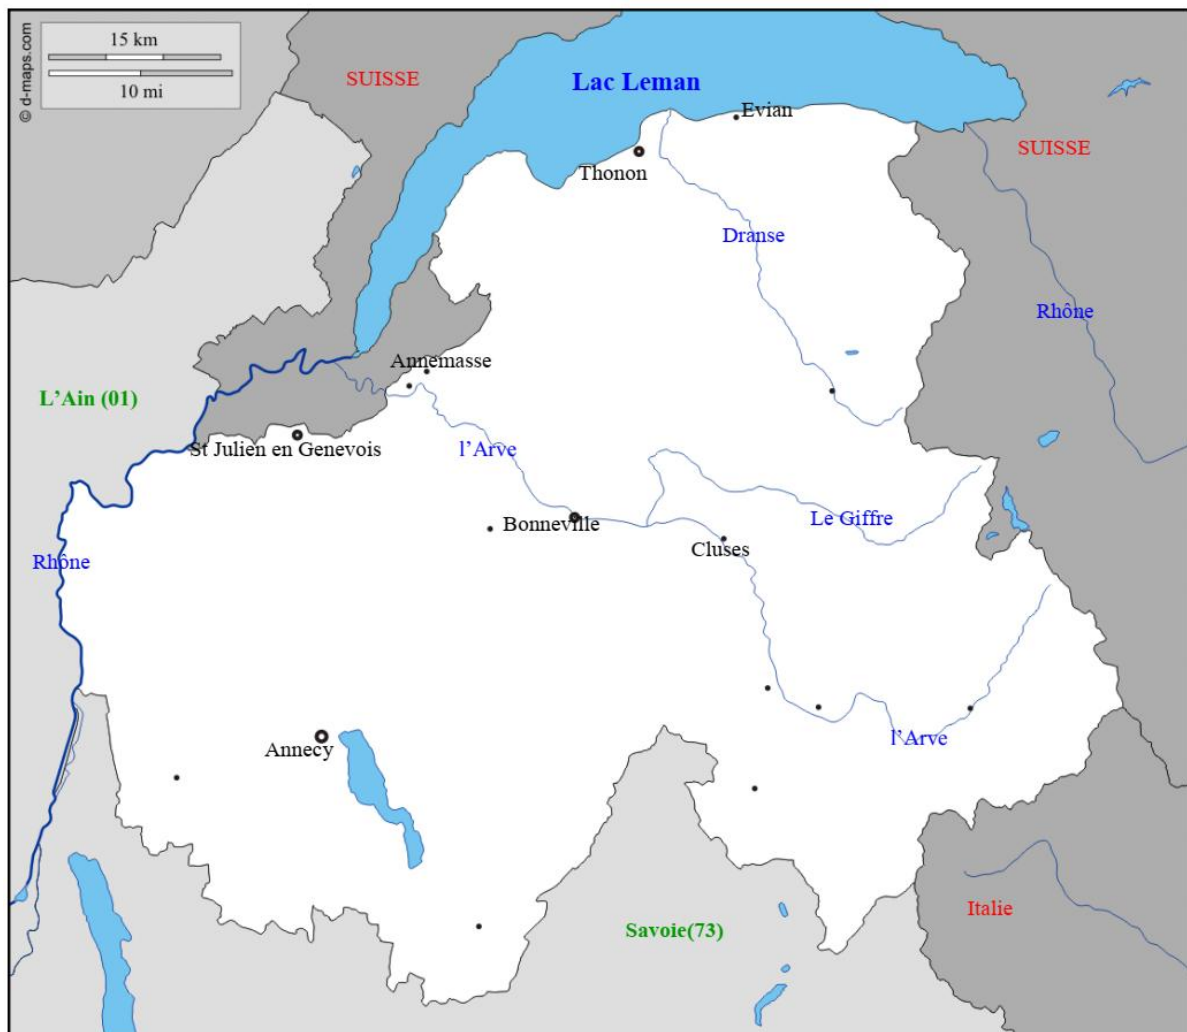 © d-maps.com
15 km
10 mi
SUISSE
Lac Leman
Evian
SUISSE
Thonon
Dranse
Rhône
Annemasse
L’Ain (01)
St Julien en Genevois
l’Arve
Le Giffre
Bonneville
Cluses
Rhône
l’Arve
Annecy
Italie
Savoie(73)